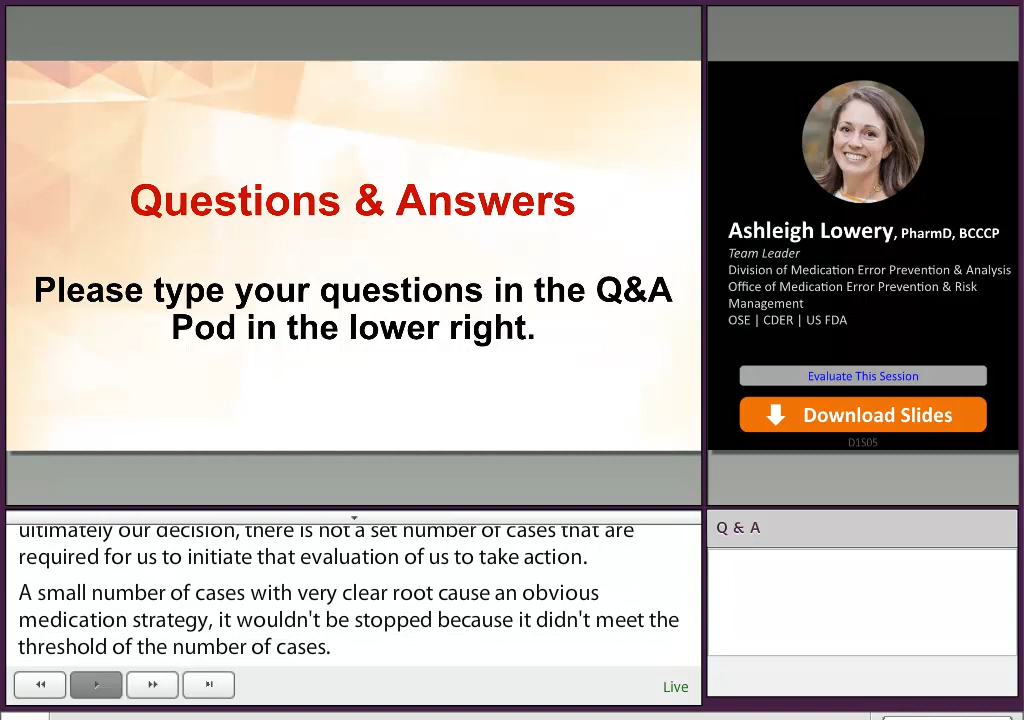 Questions & Answers
Please type your questions in the Q&A
Pod in the lower right.
Ashleigh Lowery, PharmD, BCCCP
Team Leader
Division of Medication Error Prevention & Analysis
Office of Medication Error Prevention & Risk
Management
OSE | CDER | US FDA
Evaluate This Session
Download Slides
D1S05
ultimately our decision, there is not a set number of cases that are
required for us to initiate that evaluation of us to take action.
A small number of cases with very clear root cause an obvious
medication strategy, it wouldn't be stopped because it didn't meet the
threshold of the number of cases.
Live
Q & A